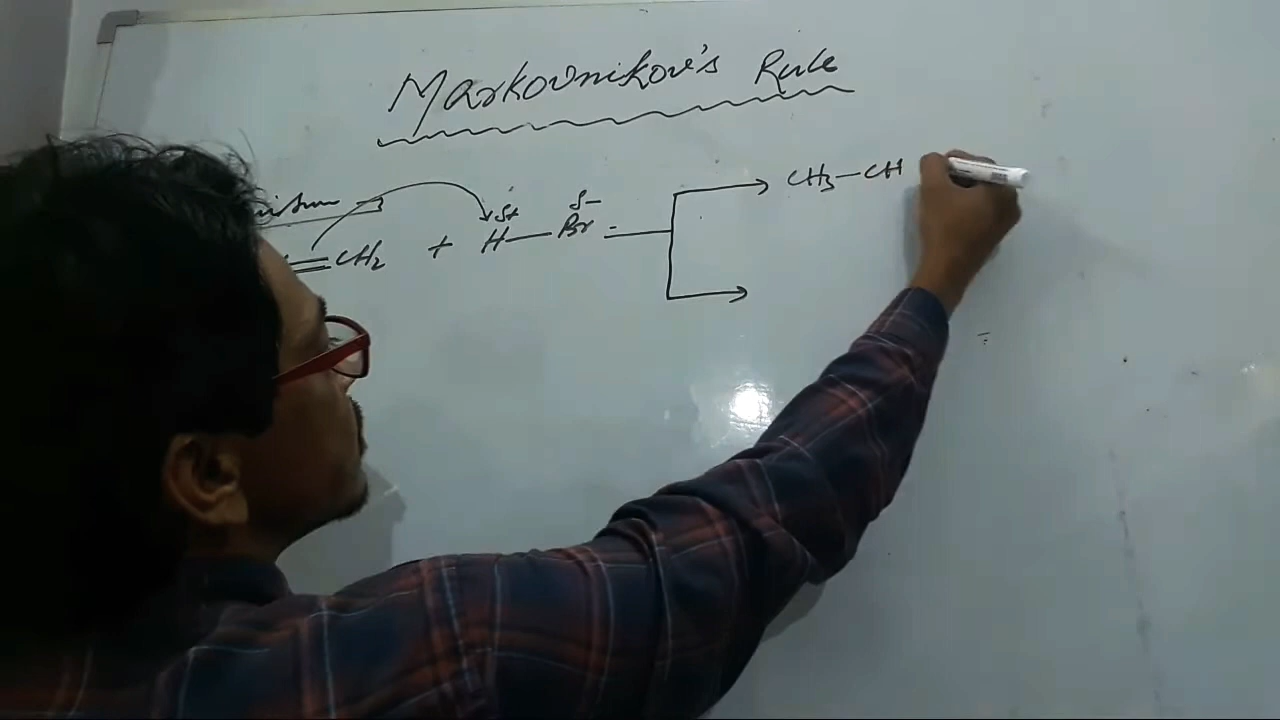 Markovnikov's Rule
=CH₂ + H—Br
δ+ δ−
CH₃—CH